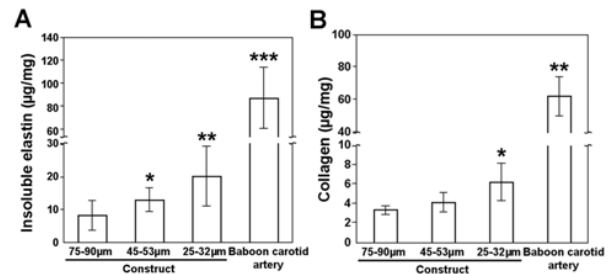 A
Insoluble elastin (µg/mg)
140
120
100
80
60
30
20
10
0
*
**
***
75-90µm
45-53µm
25-32µm
Baboon carotid
artery
Construct
B
Collagen (µg/mg)
100
80
60
40
10
8
6
4
2
0
*
**
75-90µm
45-53µm
25-32µm
Baboon carotid
artery
Construct